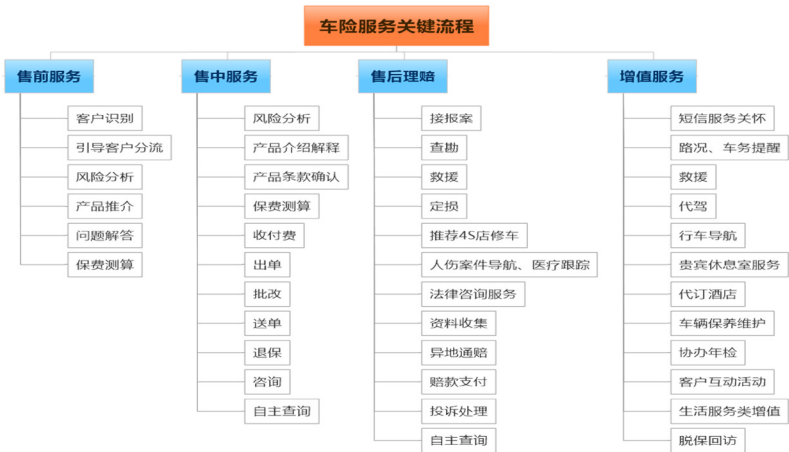 车险服务关键流程
售前服务
客户识别
引导客户分流
风险分析
产品推介
问题解答
保费测算
售中服务
风险分析
产品介绍解释
产品条款确认
保费测算
收付费
出单
批改
送单
退保
咨询
自主查询
售后理赔
接报案
查勘
救援
定损
推荐4S店修车
人伤案件导航、医疗跟踪
法律咨询服务
资料收集
异地通赔
赔款支付
投诉处理
自主查询
增值服务
短信服务关怀
路况、车务提醒
救援
代驾
行车导航
贵宾休息室服务
代订酒店
车辆保养维护
协办年检
客户互动活动
生活服务类增值
脱保回访